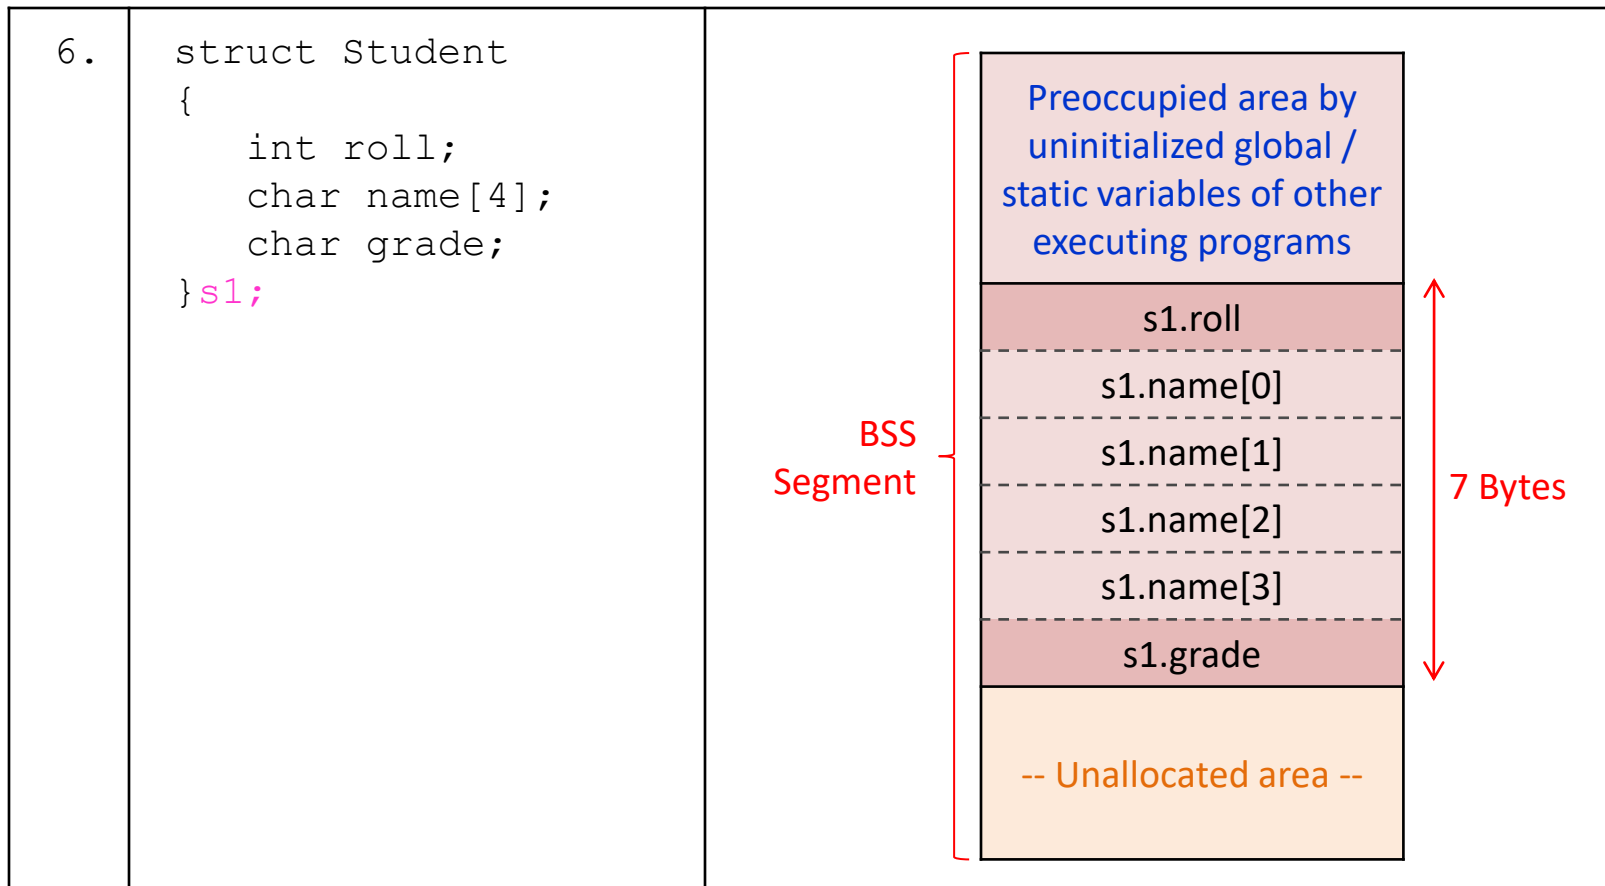 6.
struct Student
{
int roll;
char name[4];
char grade;
}s1;
Preoccupied area by
uninitialized global /
static variables of other
executing programs
s1.roll
s1.name[0]
s1.name[1]
s1.name[2]
s1.name[3]
s1.grade
-- Unallocated area --
BSS
Segment
7 Bytes